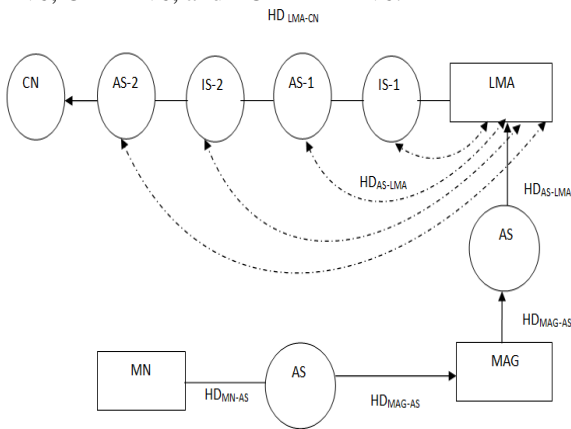 HD LMA-CN
CN
AS-2
IS-2
AS-1
IS-1
LMA
HDAS-LMA
HDAS-LMA
AS
HDMAG-AS
MN
HDMN-AS
AS
HDMAG-AS
MAG